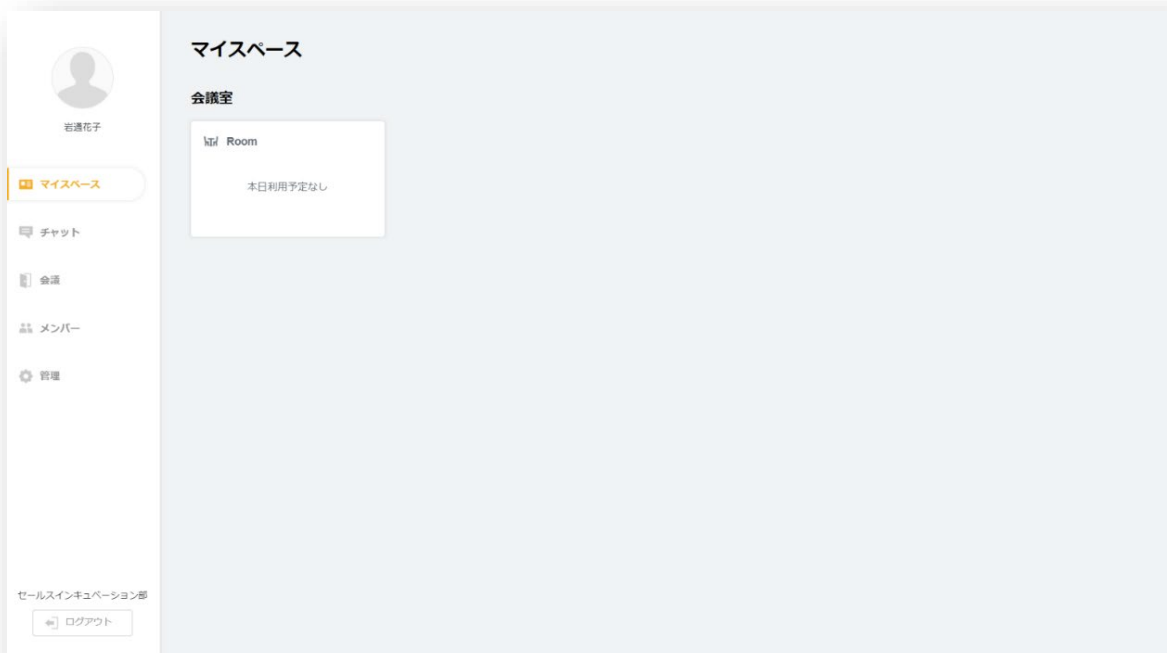 岩通花子
マイスペース
チャット
会議
メンバー
管理
セールスインキュベーション部
ログアウト
マイスペース
会議室
Room
本日利用予定なし